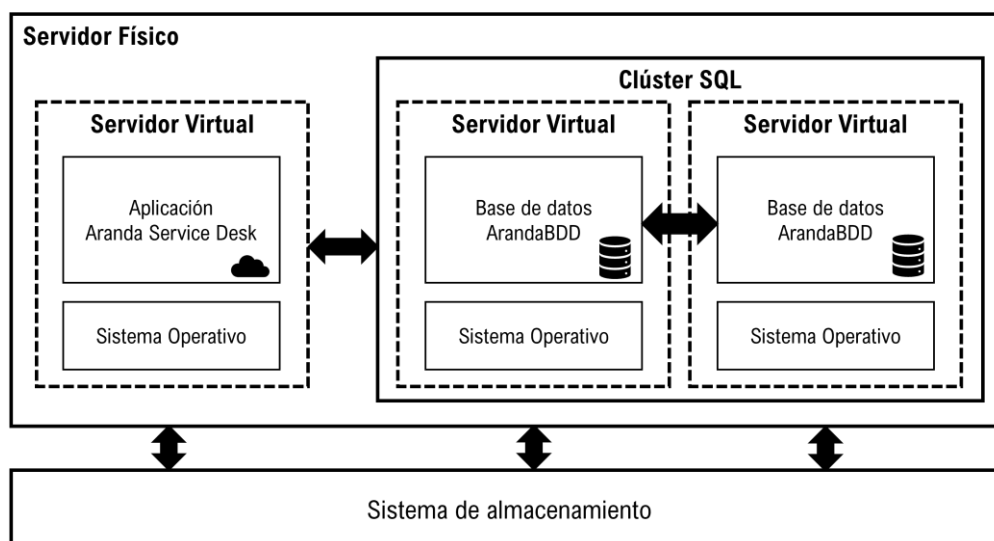 Servidor Físico
Clúster SQL
Servidor Virtual
Aplicación
Aranda Service Desk
Sistema Operativo
Servidor Virtual
Base de datos
ArandaBDD
Sistema Operativo
Servidor Virtual
Base de datos
ArandaBDD
Sistema Operativo
Sistema de almacenamiento